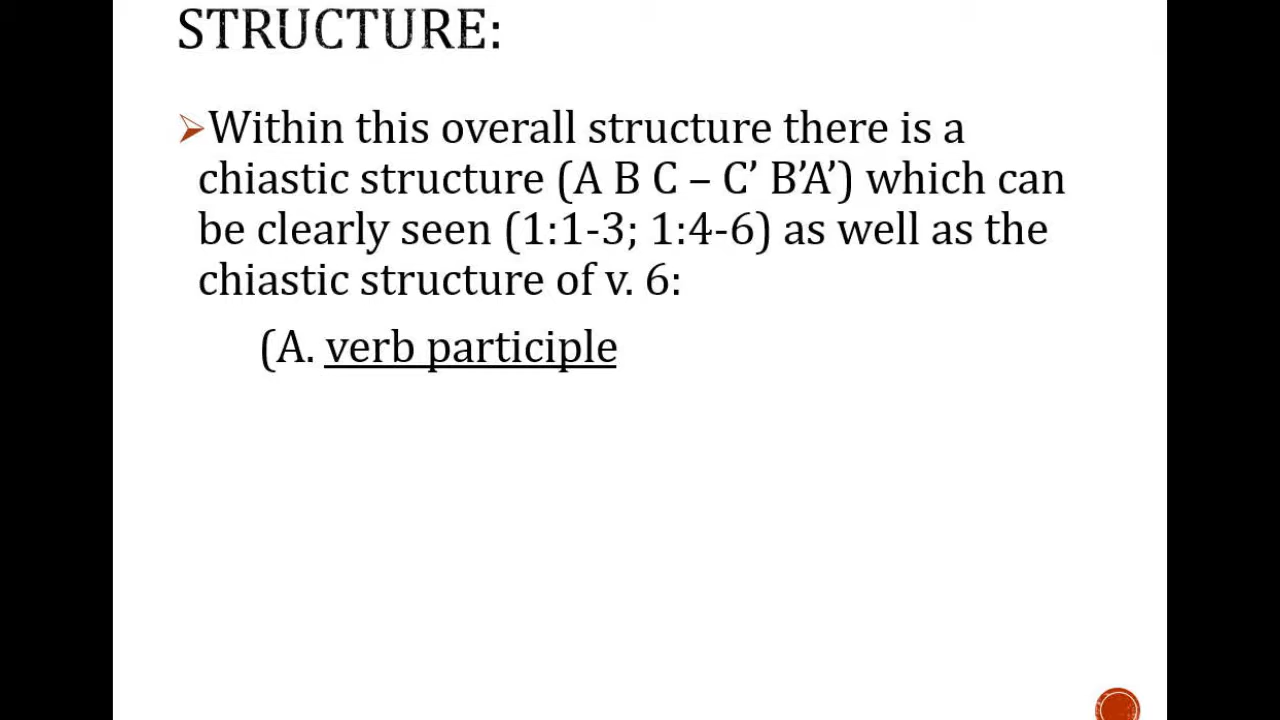 STRUCTURE:
Within this overall structure there is a
chiastic structure (A B C – C’ B’A’) which can
be clearly seen (1:1-3; 1:4-6) as well as the
chiastic structure of v. 6:
(A. verb participle